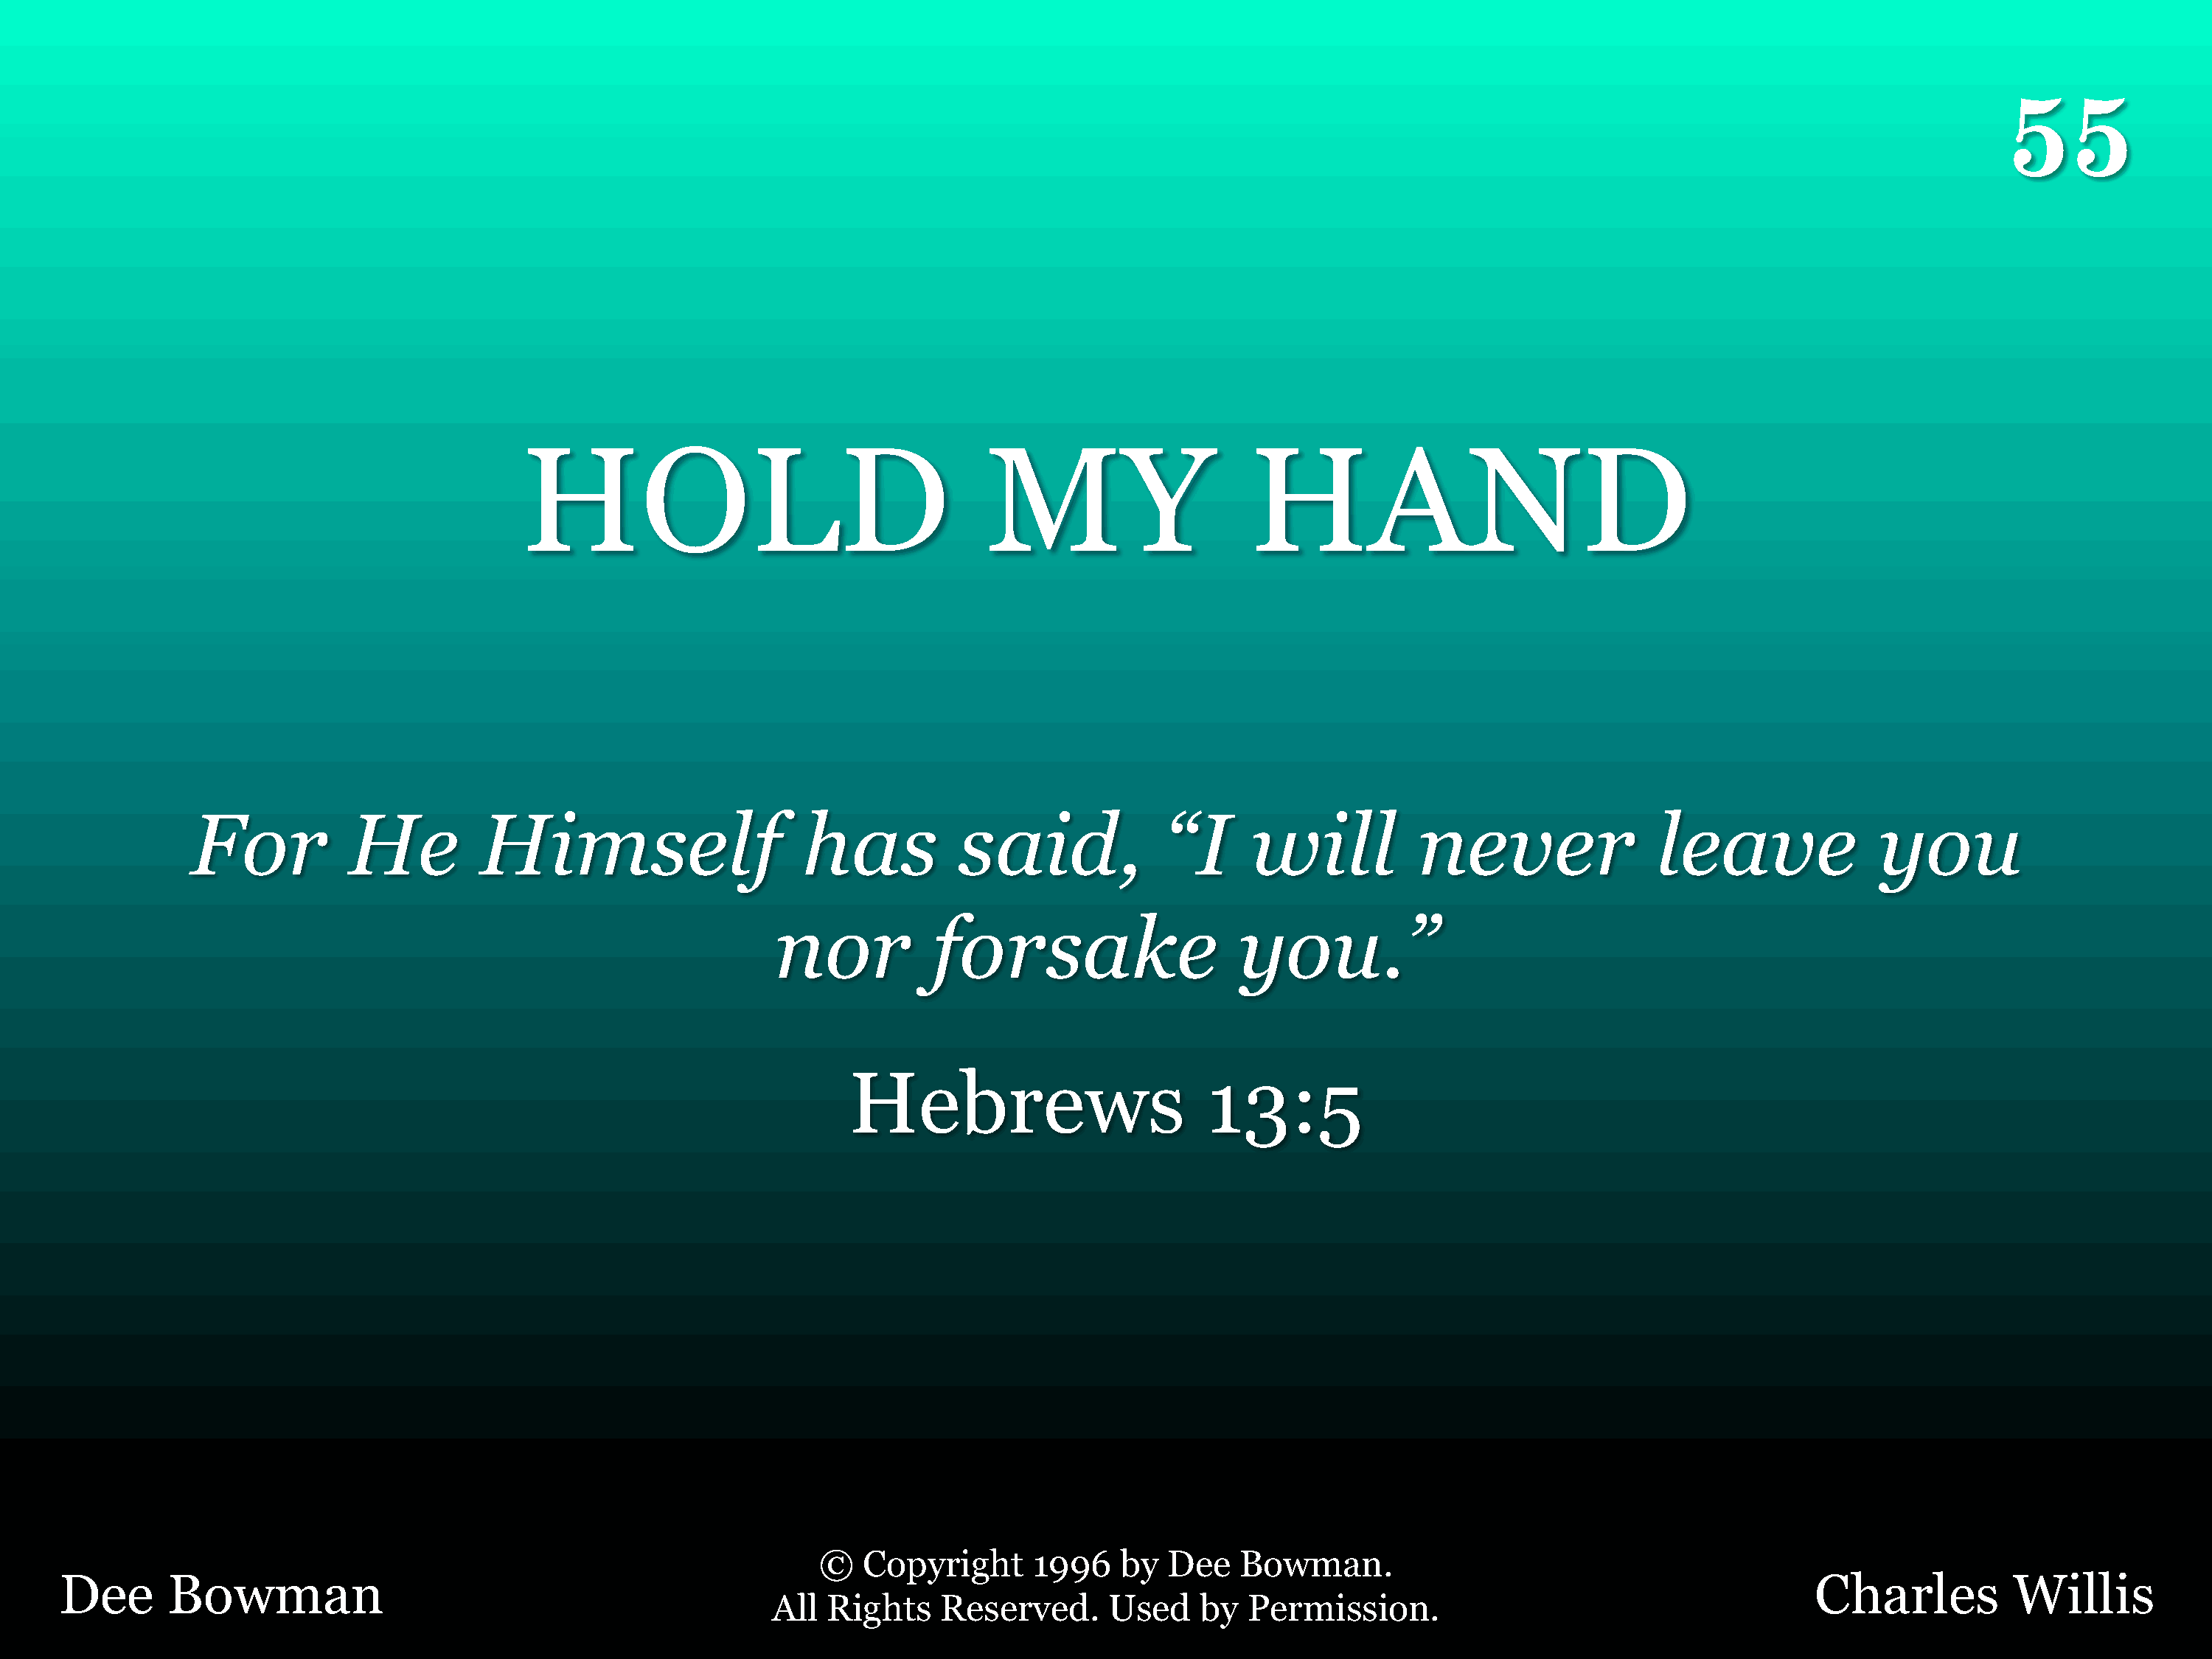 55
HOLD MY HAND
For He Himself has said, “I will never leave you
nor forsake you.”
Hebrews 13:5
Dee Bowman
© Copyright 1996 by Dee Bowman.
All Rights Reserved. Used by Permission.
Charles Willis